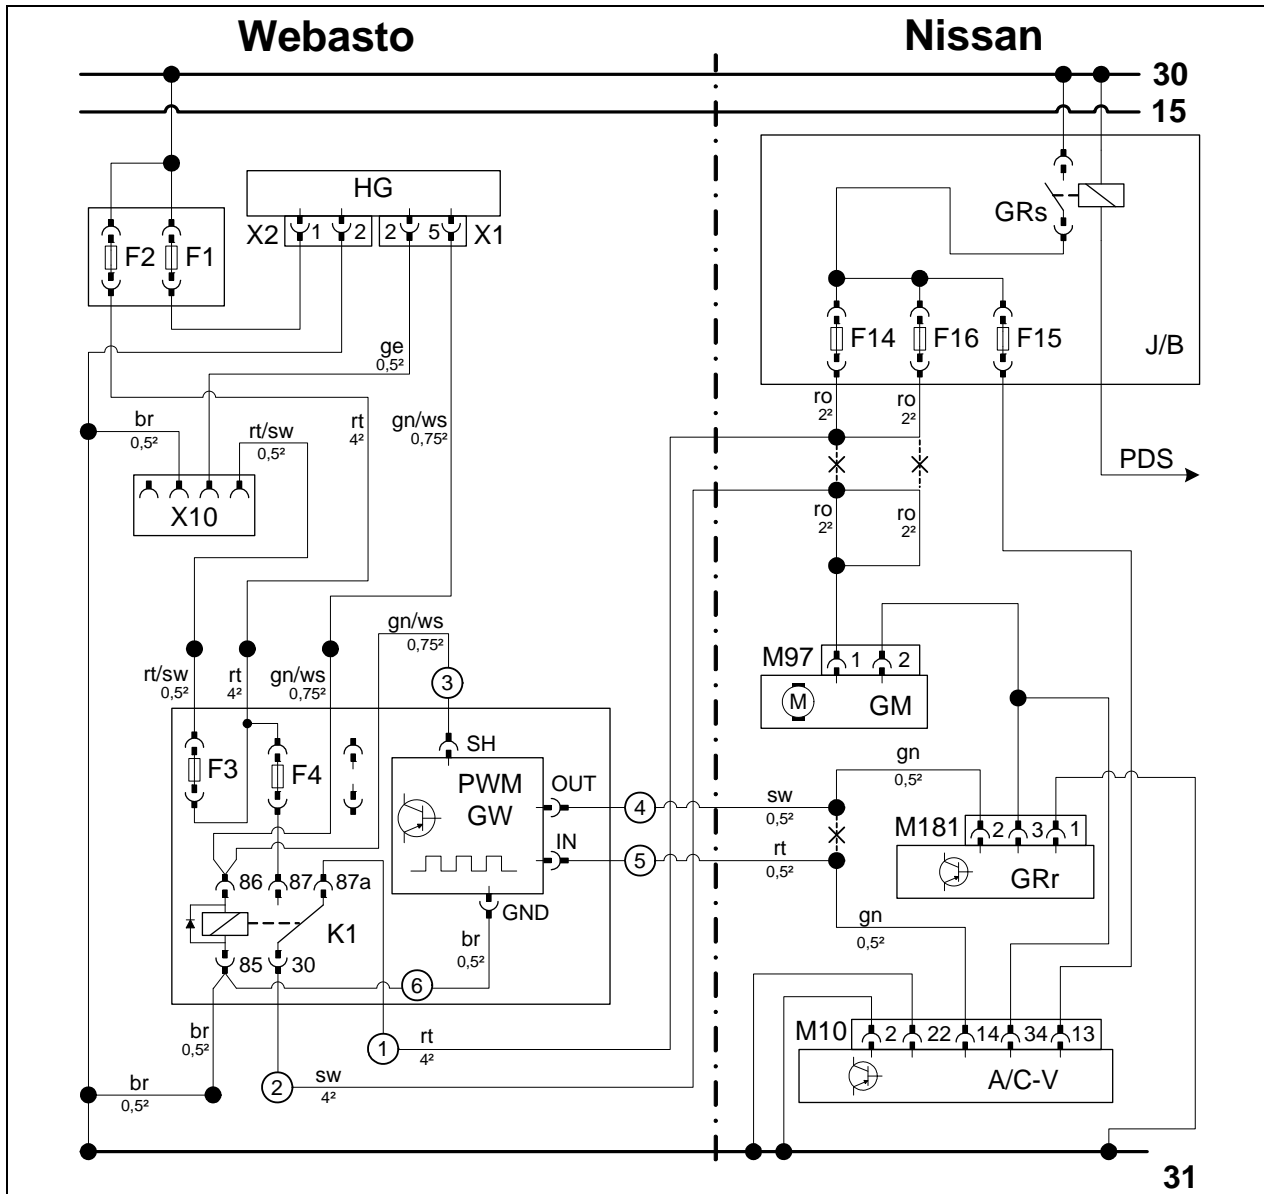 Webasto Nissan
30
15
HG
GRs
X2 1 2 2 5 X1
F2 F1
F14 F16 F15
J/B
ge
0,5²
br
0,5²
rt/sw
0,5²
rt
4²
gn/ws
0,75²
ro
2²
ro
2²
PDS
X10
ro
2²
ro
2²
gn/ws
0,75²
rt/sw
0,5²
rt
4²
gn/ws
0,75²
3
M97 1 2
M
GM
SH
F3 F4
PWM
GW
OUT
IN
GND
4
sw
0,5²
gn
0,5²
5
rt
0,5²
M181 2 3 1
GRr
86 87 87a
K1
85 30
br
0,5²
6
gn
0,5²
br
0,5²
1
rt
4²
2
sw
4²
br
0,5²
M10 2 22 14 34 13
A/C-V
31